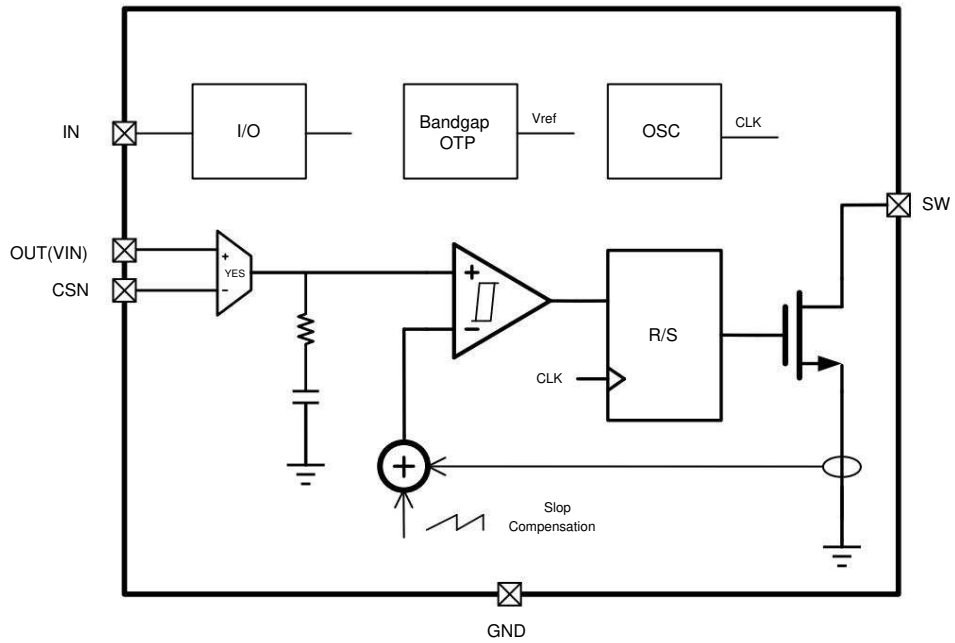 IN
I/O
Bandgap
OTP
Vref
OSC
CLK
SW
OUT(VIN)
CSN
+
YES
-
+
-
R/S
CLK
+
Slop
Compensation
GND